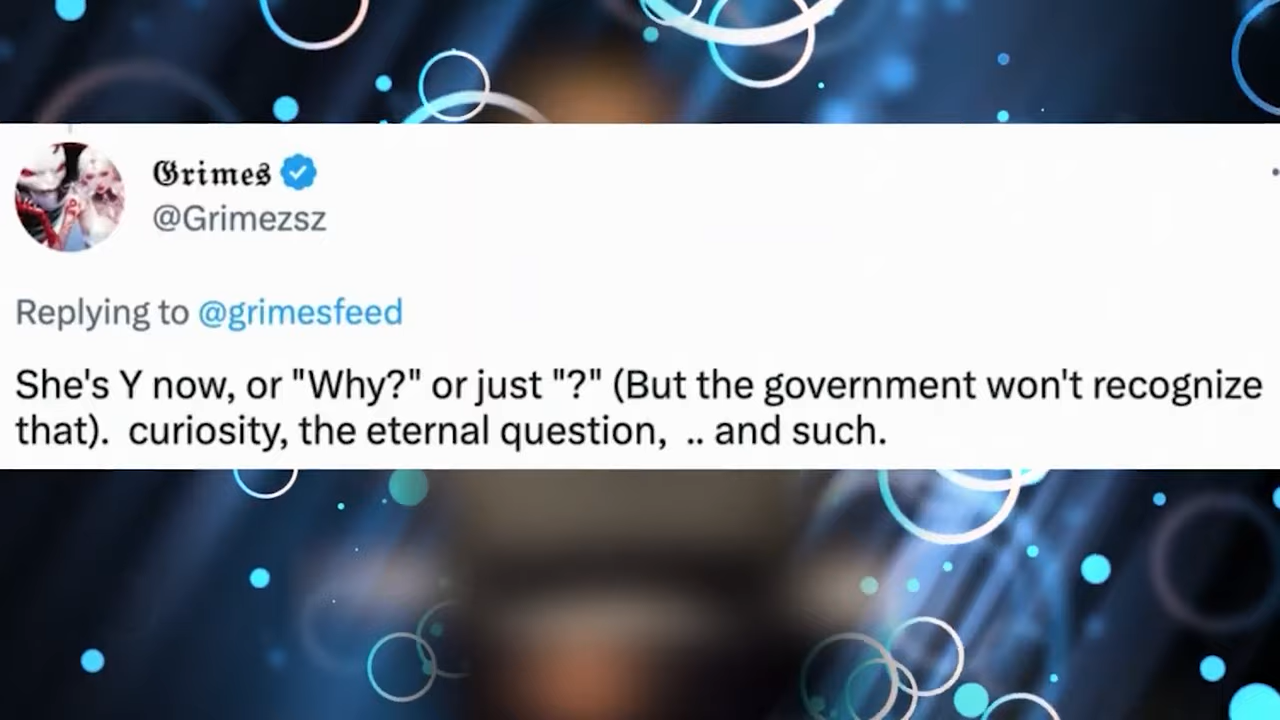 𝕲𝖗𝖎𝖒𝖊𝖘
@Grimezsz
Replying to @grimesfeed
She's Y now, or "Why?" or just "?" (But the government won't recognize
that).  curiosity, the eternal question,  .. and such.